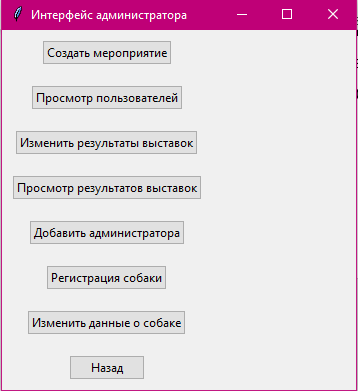 Интерфейс администратора
Создать мероприятие
Просмотр пользователей
Изменить результаты выставок
Просмотр результатов выставок
Добавить администратора
Регистрация собаки
Изменить данные о собаке
Назад